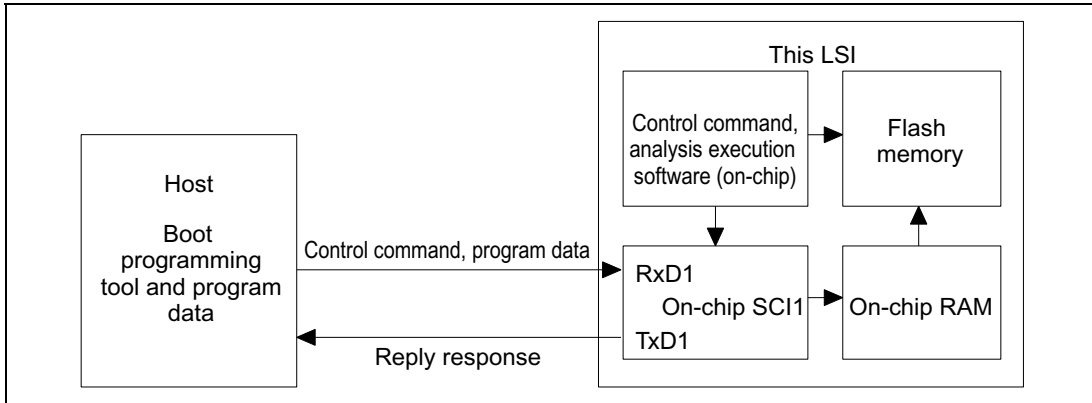 This LSI
Control command,
analysis execution
software (on-chip)
Flash
memory
Host
Boot
programming
tool and program
data
Control command, program data
RxD1
On-chip SCI1
TxD1
On-chip RAM
Reply response